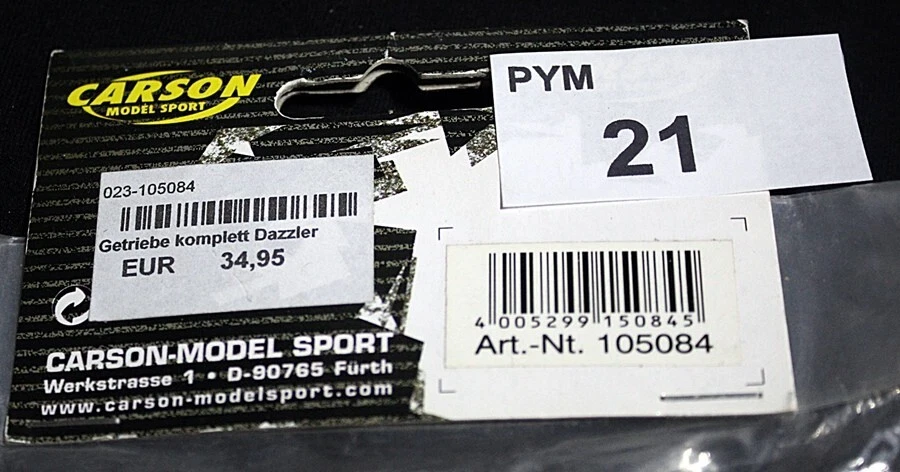 CARSON
MODEL SPORT
PYM
21
023-105084
Getriebe komplett Dazzler
EUR 34,95
4 005299 150845
Art.-Nt. 105084
CARSON-MODEL SPORT
Werkstrasse 1 • D-90765 Fürth
www.carson-modelsport.com